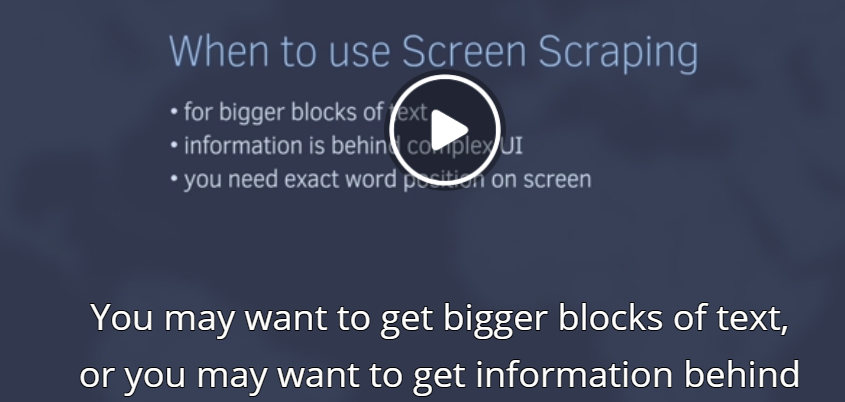 When to use Screen Scraping
• for bigger blocks of text
• information is behind complex UI
• you need exact word position on screen
You may want to get bigger blocks of text,
or you may want to get information behind